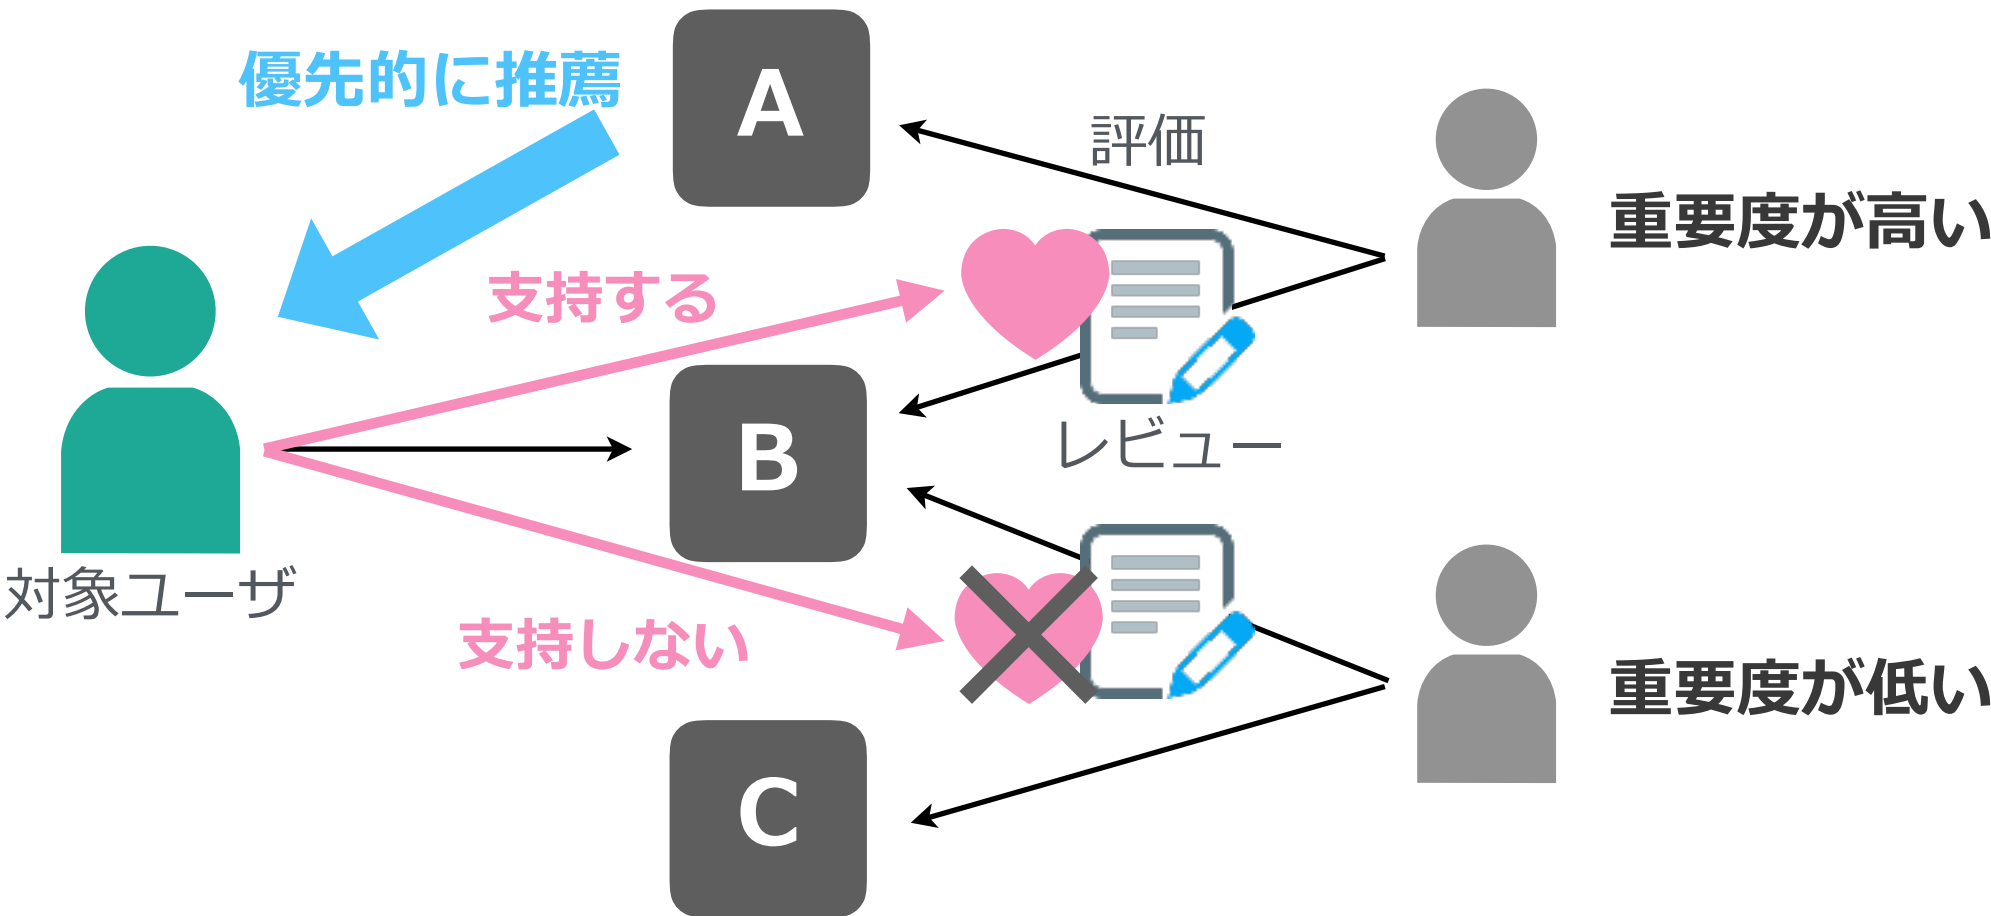 優先的に推薦
A
評価
重要度が高い
支持する
B
レビュー
対象ユーザ
支持しない
重要度が低い
C